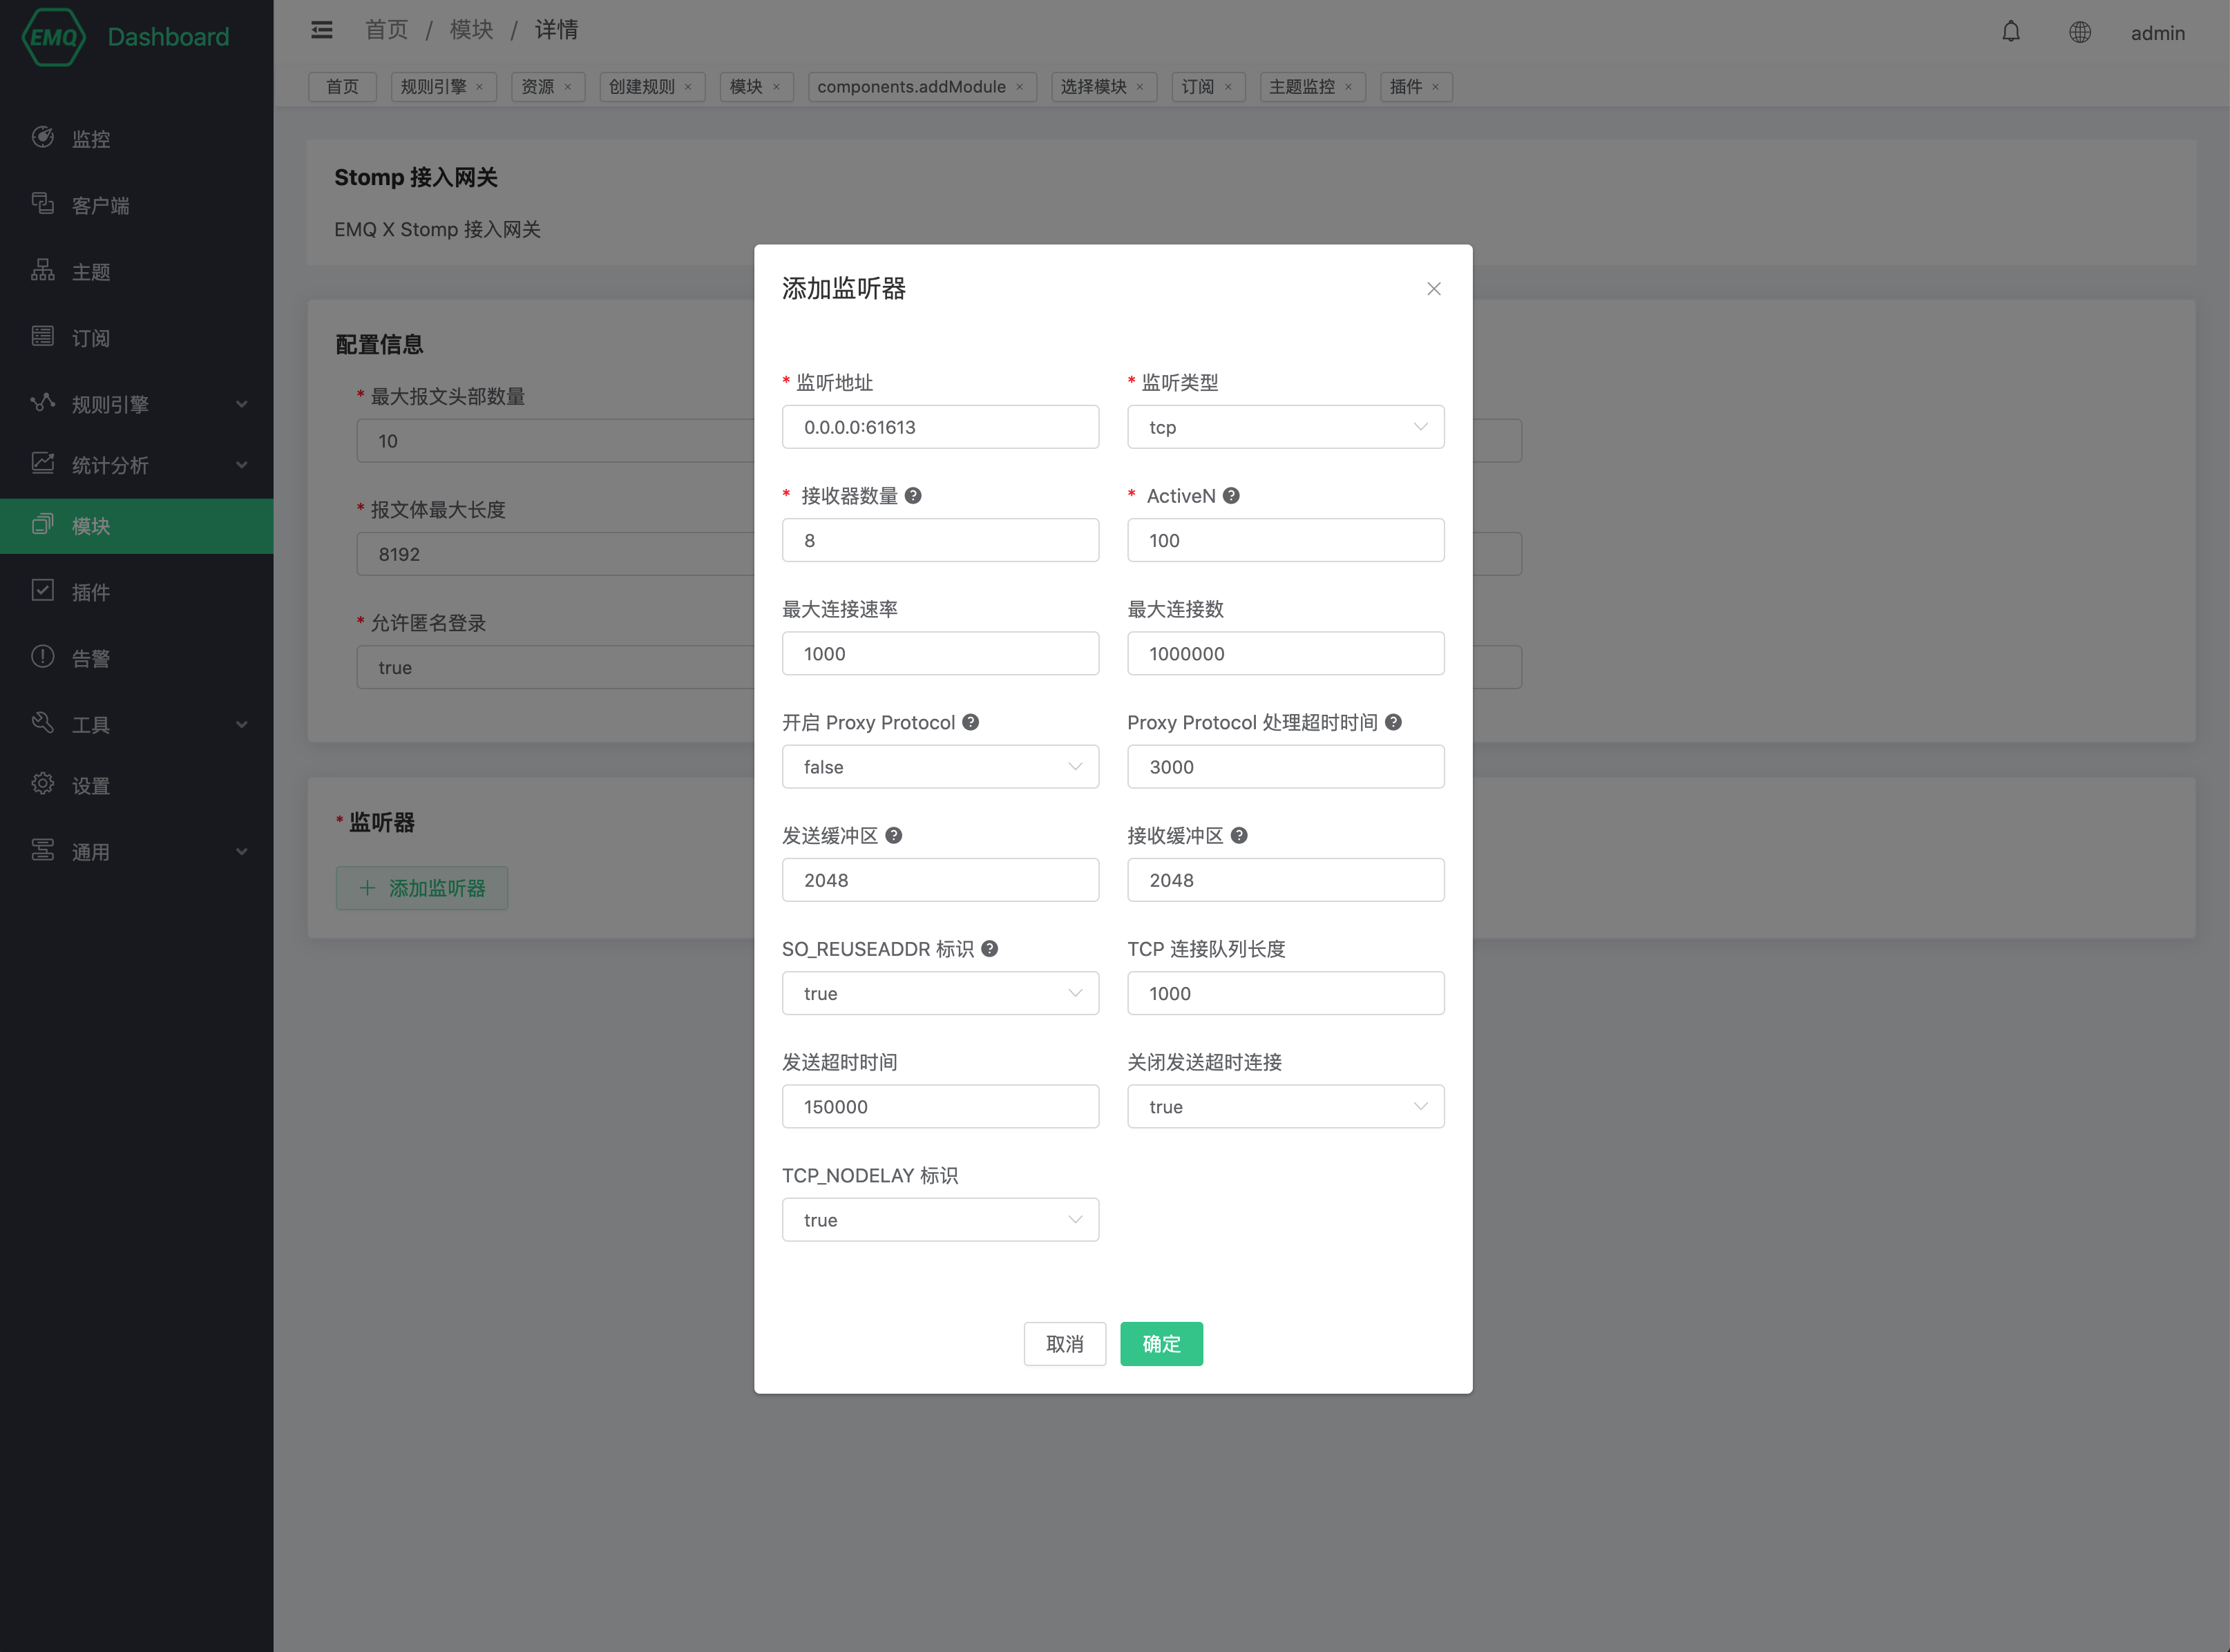 EMQ Dashboard
监控
客户端
主题
订阅
规则引擎
统计分析
模块
插件
告警
工具
设置
通用
首页 / 模块 / 详情
admin
首页 规则引擎 × 资源 × 创建规则 × 模块 × components.addModule × 选择模块 × 订阅 × 主题监控 × 插件 ×
Stomp 接入网关
EMQ X Stomp 接入网关
配置信息
* 最大报文头部数量
10
* 报文体最大长度
8192
* 允许匿名登录
true
* 监听器
+ 添加监听器
添加监听器 ×
* 监听地址 * 监听类型
0.0.0.0:61613 tcp
* 接收器数量 ? * ActiveN ?
8 100
最大连接速率 最大连接数
1000 1000000
开启 Proxy Protocol ? Proxy Protocol 处理超时时间 ?
false 3000
发送缓冲区 ? 接收缓冲区 ?
2048 2048
SO_REUSEADDR 标识 ? TCP 连接队列长度
true 1000
发送超时时间 关闭发送超时连接
150000 true
TCP_NODELAY 标识
true
取消 确定